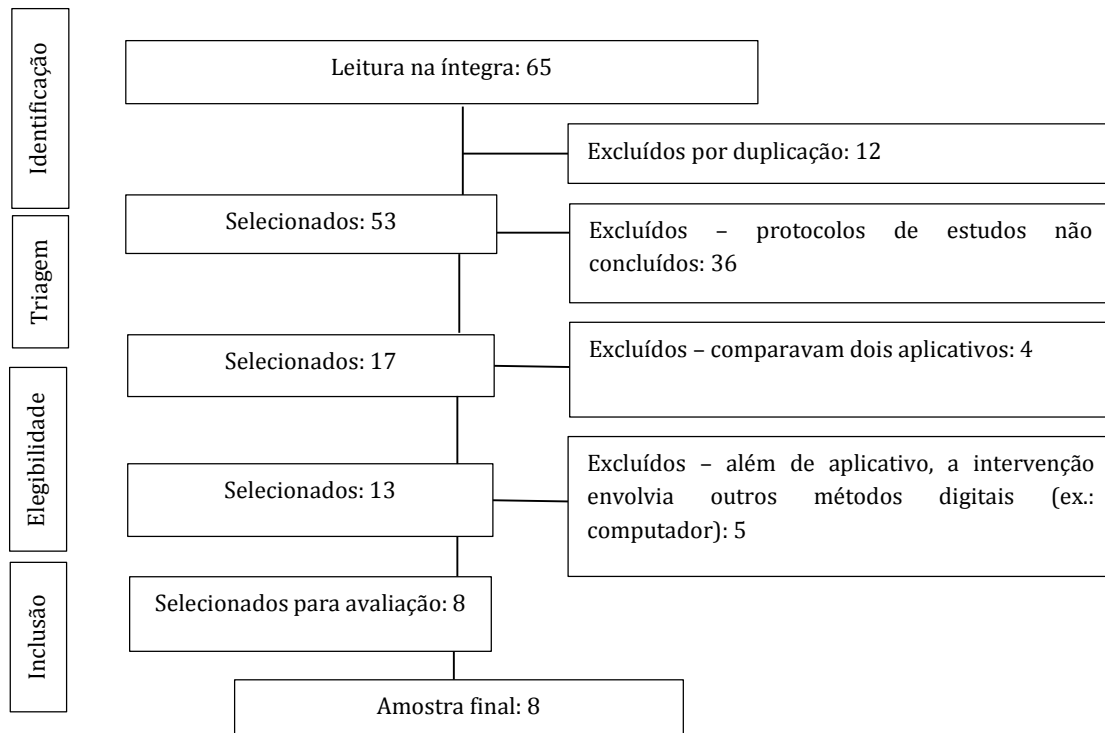 Identificação
Leitura na íntegra: 65
Excluídos por duplicação: 12
Selecionados: 53
Triagem
Excluídos – protocolos de estudos não
concluídos: 36
Selecionados: 17
Excluídos – comparavam dois aplicativos: 4
Elegibilidade
Selecionados: 13
Excluídos – além de aplicativo, a intervenção
envolvia outros métodos digitais (ex.:
computador): 5
Inclusão
Selecionados para avaliação: 8
Amostra final: 8